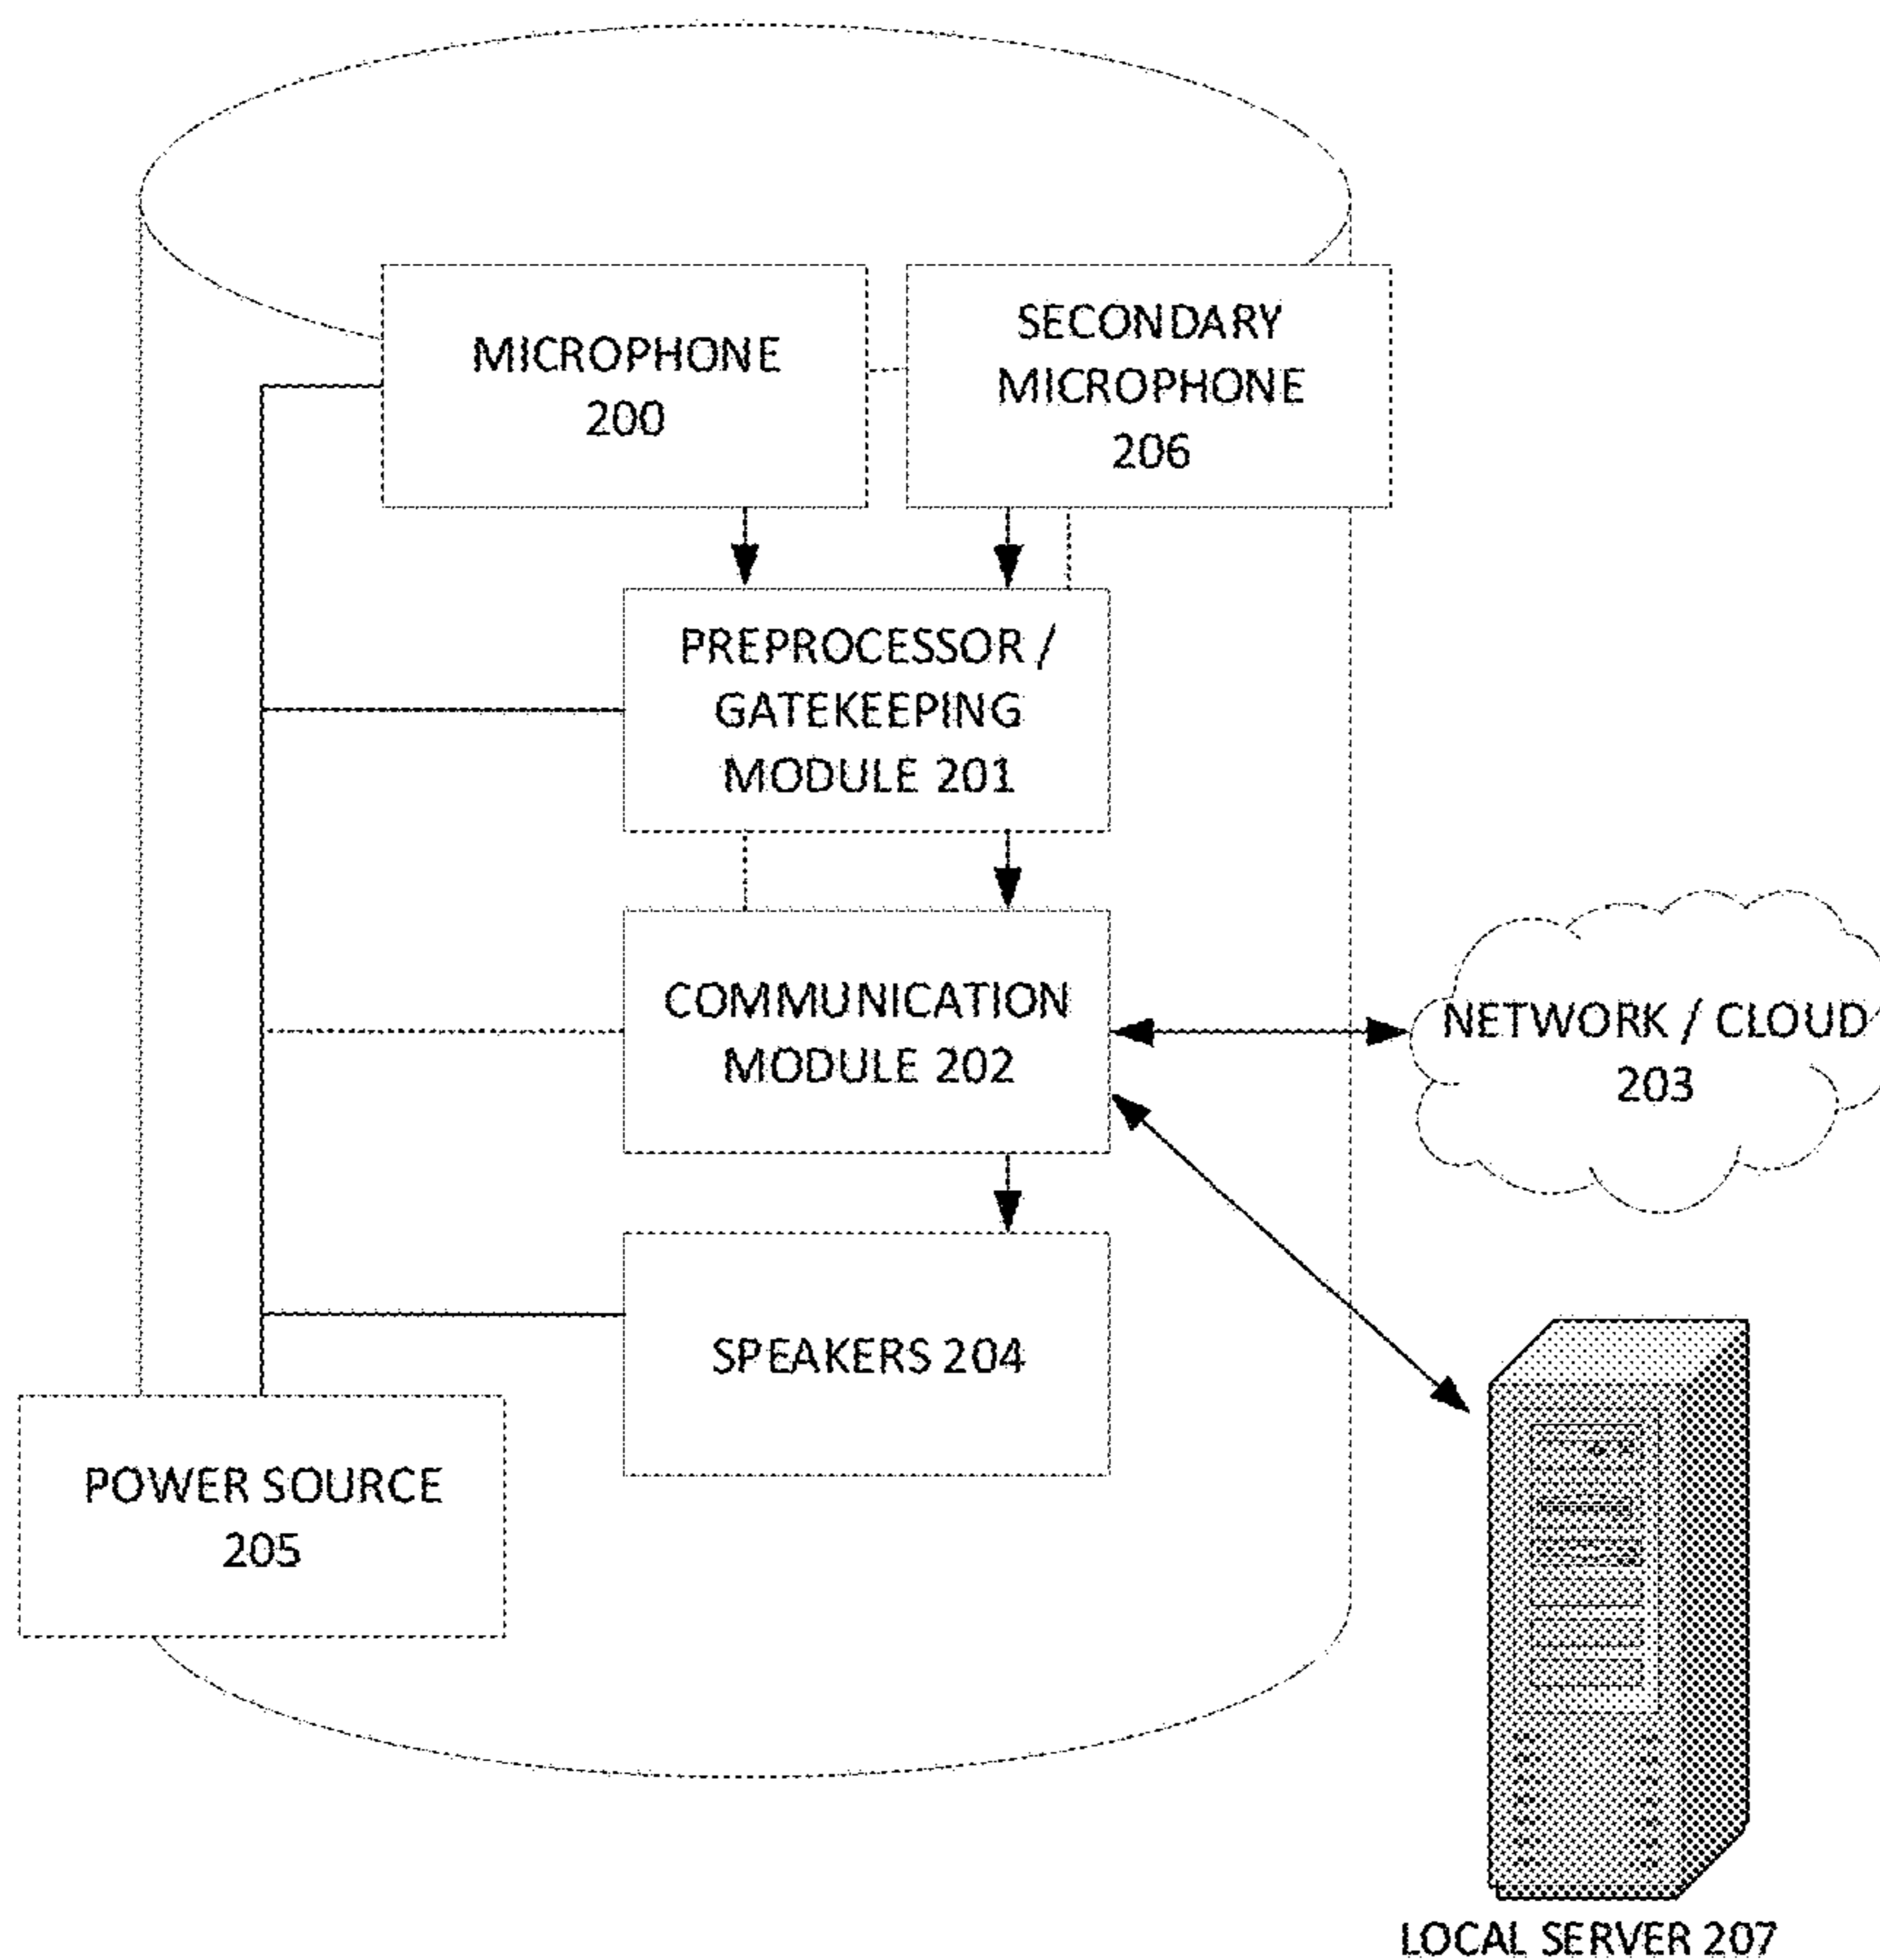 MICROPHONE
200
SECONDARY
MICROPHONE
206
PREPROCESSOR /
GATEKEEPING
MODULE 201
COMMUNICATION
MODULE 202
NETWORK / CLOUD
203
SPEAKERS 204
POWER SOURCE
205
LOCAL SERVER 207